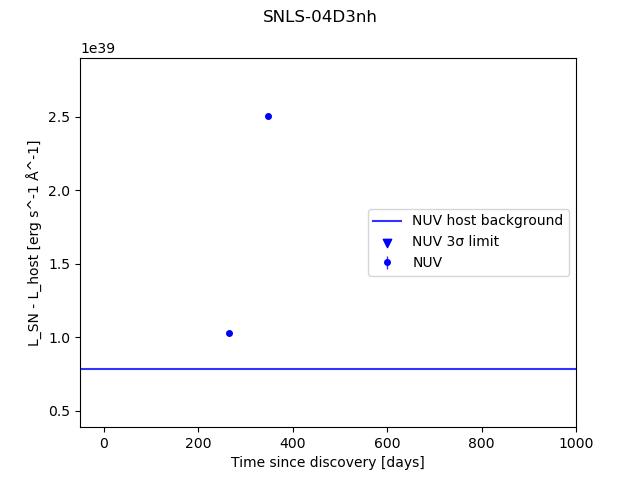 SNLS-04D3nh
1e39
L_SN - L_host [erg s^-1 Å^-1]
2.5
2.0
1.5
1.0
0.5
NUV host background
NUV 3σ limit
NUV
0 200 400 600 800 1000
Time since discovery [days]